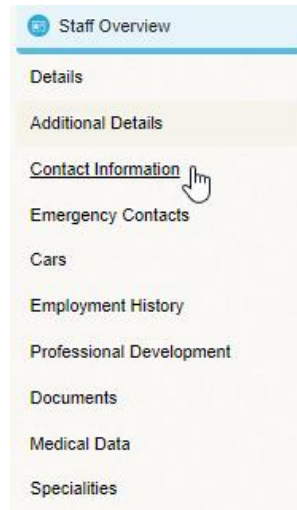 Staff Overview
Details
Additional Details
Contact Information
Emergency Contacts
Cars
Employment History
Professional Development
Documents
Medical Data
Specialities